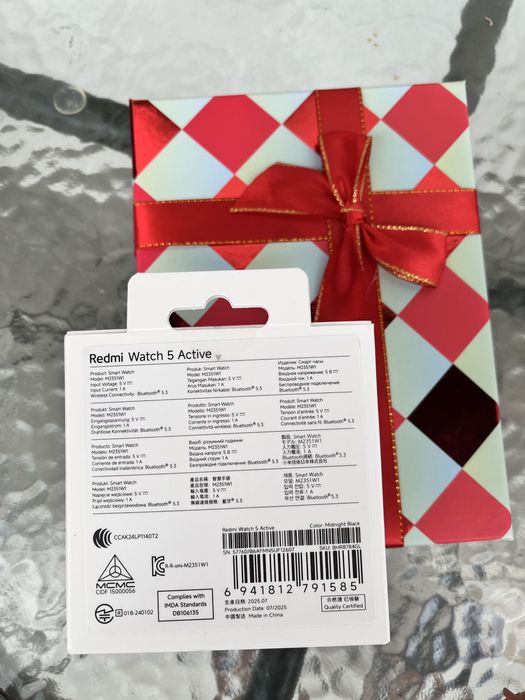 Redmi Watch 5 Active
Product: Smart Watch
Model: M2351W1
Input Voltage: 5 V
Input Current: 1 A
Wireless Connectivity: Bluetooth® 5.3
Produk: Smart Watch
Model: M2351W1
Tegangan Masukan: 5 V
Arus Masukan: 1 A
Konektivitas Nirkabel: Bluetooth® 5.3
Изделие: Смарт-часы
Модель: M2351W1
Входное напряжение: 5 В
Входной ток: 1 А
Беспроводное подключение: Bluetooth® 5.3
Produkt: Smart Watch
Modell: M2351W1
Eingangsspannung: 5 V
Eingangsstrom: 1 A
Drahtlose Konnektivität: Bluetooth® 5.3
Prodotto: Smart Watch
Modello: M2351W1
Tensione in ingresso: 5 V
Corrente in ingresso: 1 A
Connettività wireless: Bluetooth® 5.3
Produit: Smart Watch
Modèle: M2351W1
Tension d'entrée: 5 V
Courant d'entrée: 1 A
Connectivité sans fil: Bluetooth® 5.3
Producto: Smart Watch
Modelo: M2351W1
Tensión de entrada: 5 V
Corriente de entrada: 1 A
Conectividad inalámbrica: Bluetooth® 5.3
Виріб: розумний годинник
Модель: M2351W1
Вхідна напруга: 5 В
Вхідний струм: 1 А
Бездротове підключення: Bluetooth® 5.3
製品: Smart Watch
モデル: M2351W1
入力電圧: 5 V
入力電流: 1 A
Bluetooth接続: Bluetooth® 5.3
小米技術日本株式会社
Produkt: Smart Watch
Model: M2351W1
Napięcie wejściowe: 5 V
Prąd wejściowy: 1 A
Łączność bezprzewodowa: Bluetooth® 5.3
產品名稱: 智慧手錶
產品型號: M2351W1
輸入電壓: 5 V
輸入電流: 1 A
無線連接規格: 藍牙® 5.3
제품: Smart Watch
모델: M2351W1
입력 전압: 5 V
입력 전류: 1 A
무선 연결: Bluetooth® 5.3
CCAK24LP1140T2
MCMC
CIDF 15000056
R-R-xmi-M2351W1
018-240102
Complies with
IMDA Standards
DB106135
Redmi Watch 5 Active
Color: Midnight Black
SN: 57760/B6AFMN5UF12607
SKU: BHR8784GL
6 941812 791585
生産日期 2025.07
Production Date: 07/2025
中國製造 Made in China
合格證 已檢驗
Quality Certified